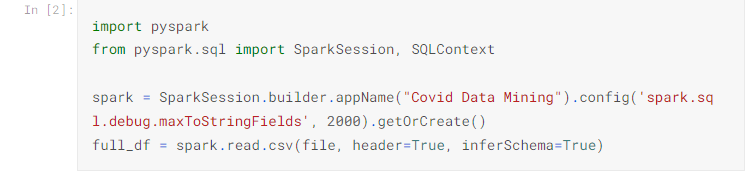 In [2]:
import pyspark
from pyspark.sql import SparkSession, SQLContext
spark = SparkSession.builder.appName("Covid Data Mining").config('spark.sq
l.debug.maxToStringFields', 2000).getOrCreate()
full_df = spark.read.csv(file, header=True, inferSchema=True)